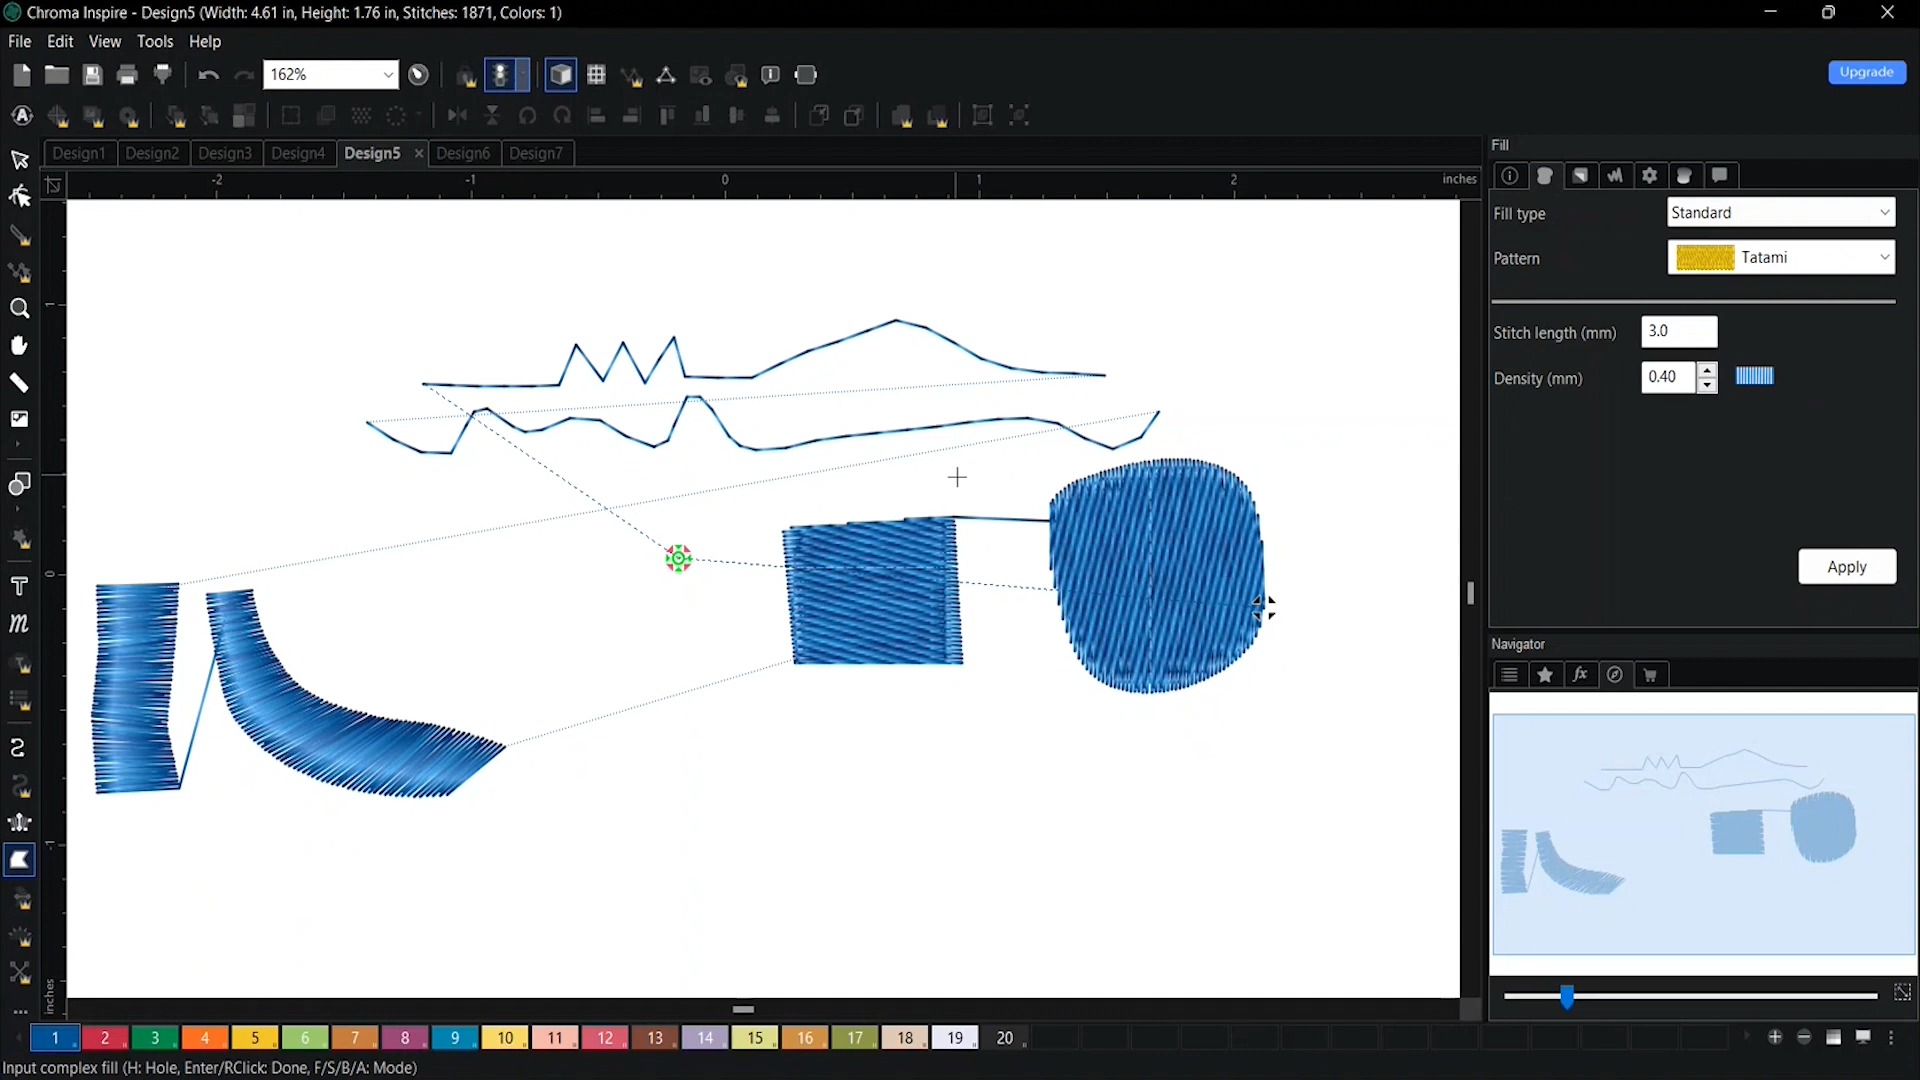 Chroma Inspire - Design5 (Width: 4.61 in, Height: 1.76 in, Stitches: 1871, Colors: 1)
File Edit View Tools Help
162%
Upgrade
Design1 Design2 Design3 Design4 Design5 Design6 Design7
-2 -1 0 1 2 inches
1
0
-1
inches
Fill
Fill type Standard
Pattern Tatami
Stitch length (mm) 3.0
Density (mm) 0.40
Apply
Navigator
fx
T
m
1 2 3 4 5 6 7 8 9 10 11 12 13 14 15 16 17 18 19 20
Input complex fill (H: Hole, Enter/RClick: Done, F/S/B/A: Mode)